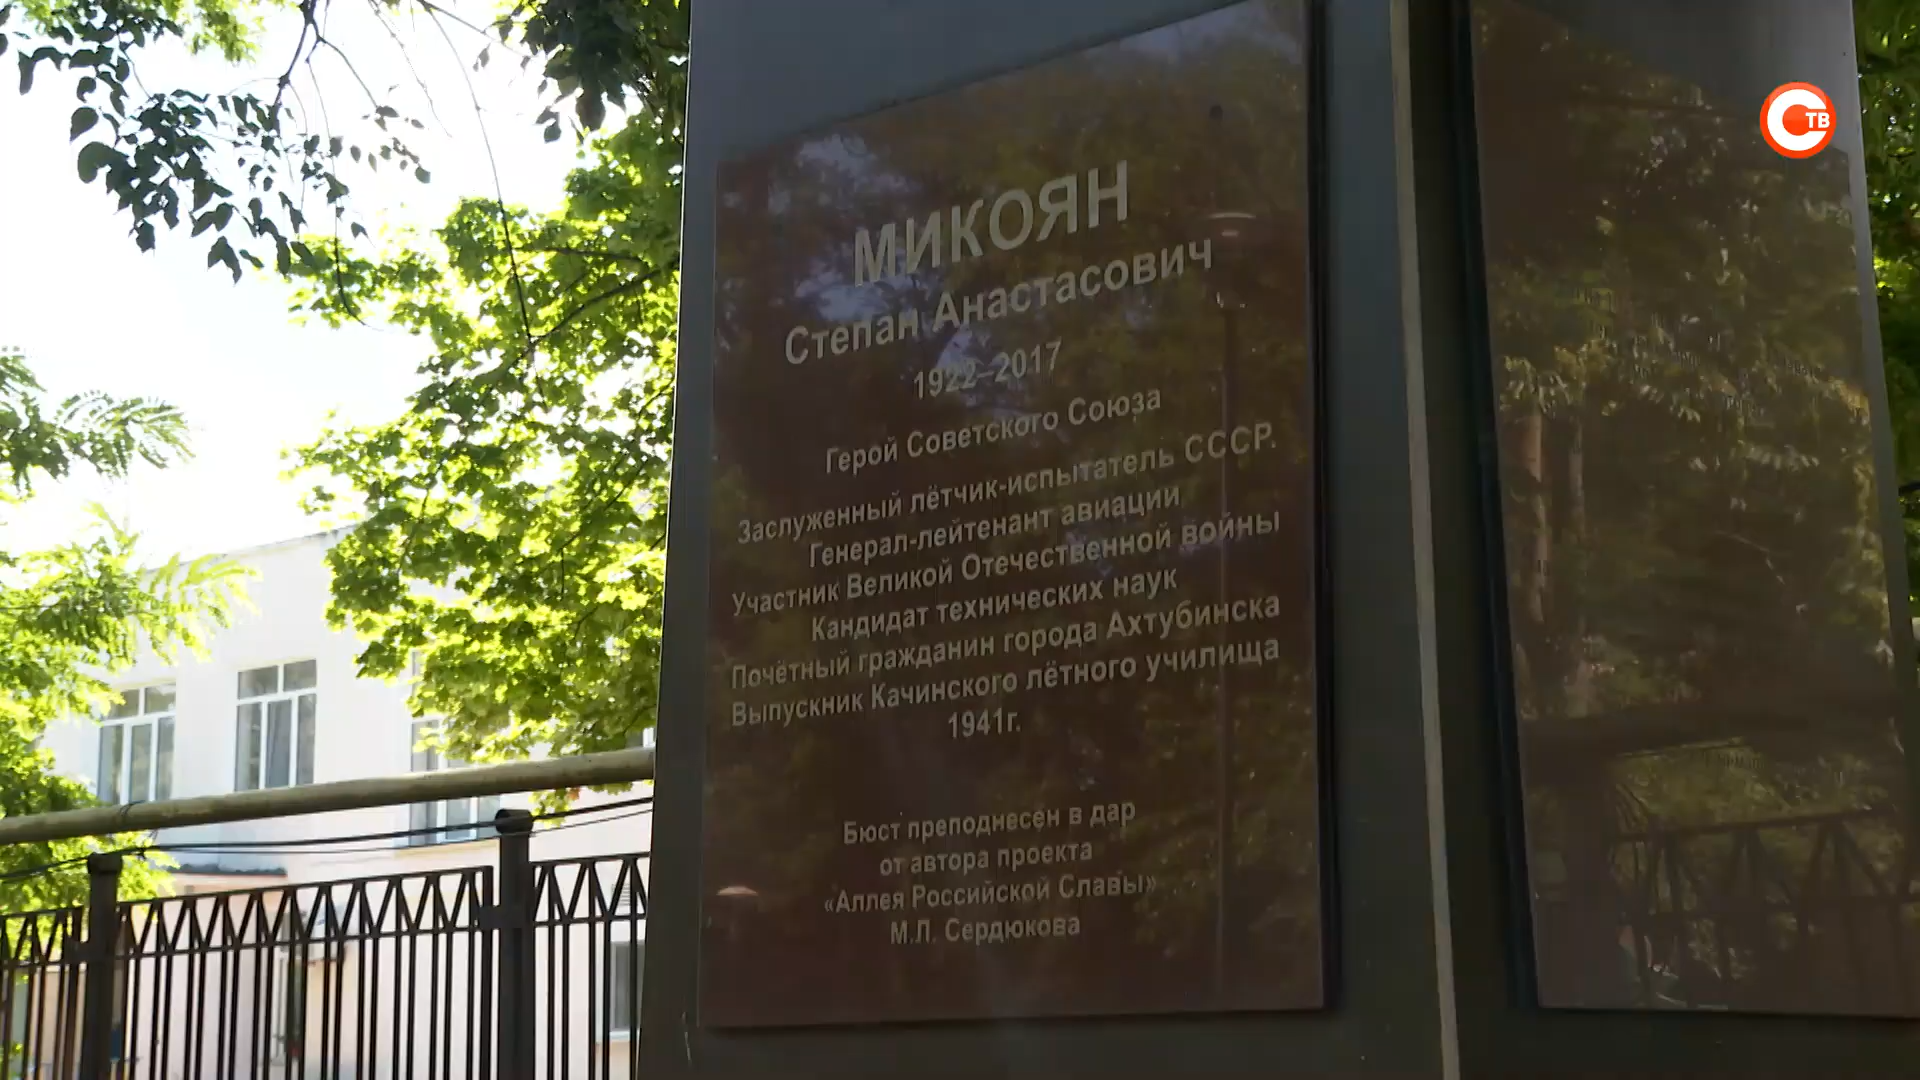 МИКОЯН
Степан Анастасович
1922–2017
Герой Советского Союза
Заслуженный лётчик-испытатель СССР.
Генерал-лейтенант авиации
Участник Великой Отечественной войны
Кандидат технических наук
Почётный гражданин города Ахтубинска
Выпускник Качинского лётного училища
1941г.
Бюст преподнесён в дар
от автора проекта
«Аллея Российской Славы»
М.Л. Сердюкова
СТВ